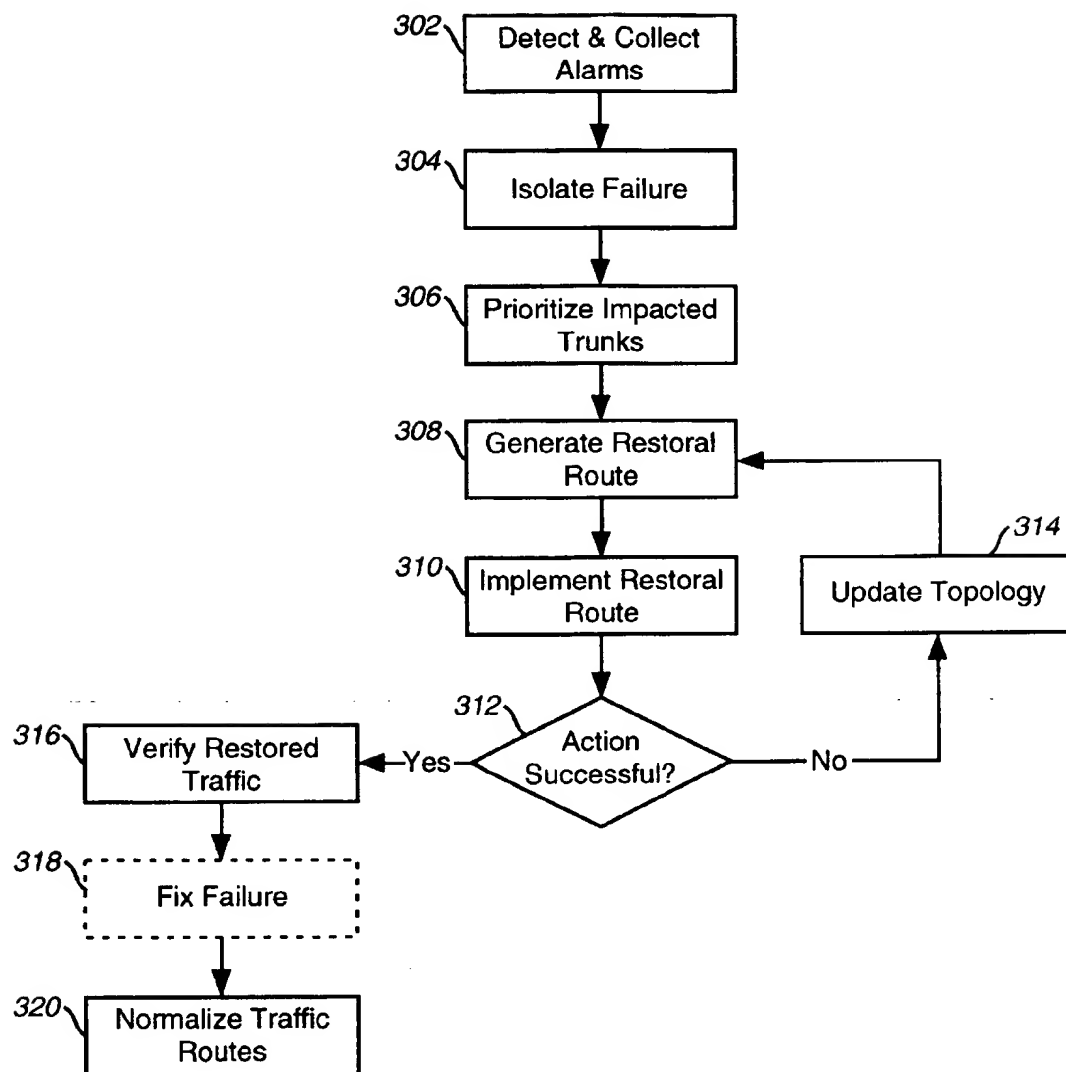 302
Detect & Collect
Alarms
304
Isolate Failure
306
Prioritize Impacted
Trunks
308
Generate Restoral
Route
314
310
Implement Restoral
Route
Update Topology
312
Action
Successful?
Yes
No
316
Verify Restored
Traffic
318
Fix Failure
320
Normalize Traffic
Routes